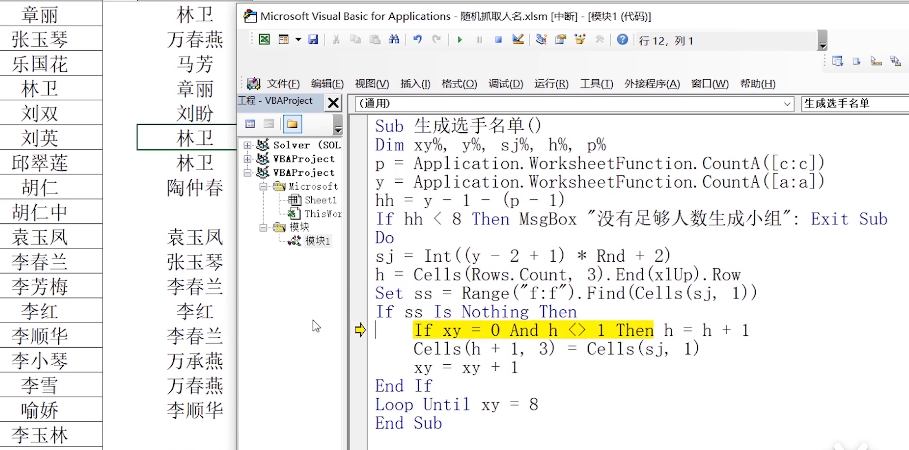 章丽
张玉琴
乐国花
林卫
刘双
刘英
邱翠莲
胡仁
胡仁中
袁玉凤
李春兰
李芳梅
李红
李顺华
李小琴
李雪
喻娇
李玉林
林卫
万春燕
马芳
章丽
刘盼
林卫
林卫
陶仲春
袁玉凤
张玉琴
李春兰
李红
李春兰
万承燕
万春燕
李顺华
Microsoft Visual Basic for Applications - 随机抓取人名.xlsm [中断] - [模块1 (代码)]
行 12, 列 1
文件(F) 编辑(E) 视图(V) 插入(I) 格式(O) 调试(D) 运行(R) 工具(T) 外接程序(A) 窗口(W) 帮助(H)
工程 - VBAProject
Solver (SOL
VBAProject
VBAProject
Microsoft
Sheet1
ThisWor
模块
模块1
(通用)
生成选手名单
Sub 生成选手名单()
Dim xy%, y%, sj%, h%, p%
p = Application.WorksheetFunction.CountA([c:c])
y = Application.WorksheetFunction.CountA([a:a])
hh = y - 1 - (p - 1)
If hh < 8 Then MsgBox "没有足够人数生成小组": Exit Sub
Do
sj = Int((y - 2 + 1) * Rnd + 2)
h = Cells(Rows.Count, 3).End(xlUp).Row
Set ss = Range("f:f").Find(Cells(sj, 1))
If ss Is Nothing Then
If xy = 0 And h <> 1 Then h = h + 1
Cells(h + 1, 3) = Cells(sj, 1)
xy = xy + 1
End If
Loop Until xy = 8
End Sub